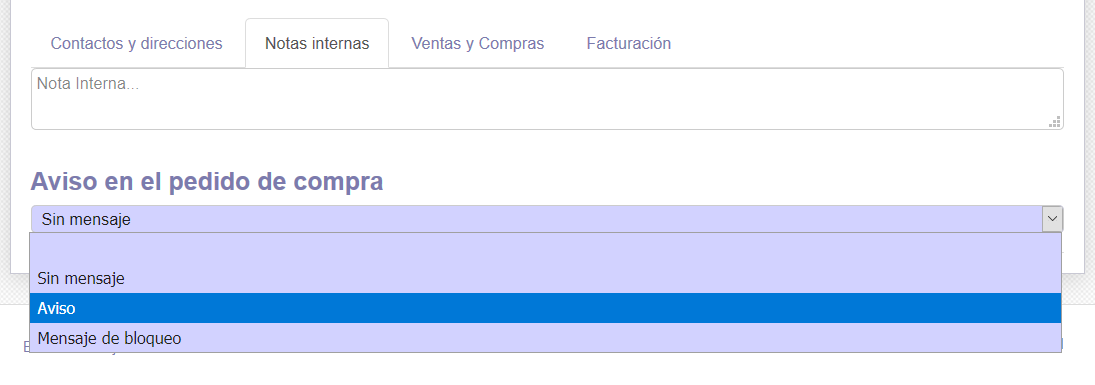 Contactos y direcciones Notas internas Ventas y Compras Facturación
Nota Interna...
Aviso en el pedido de compra
Sin mensaje
Sin mensaje
Aviso
Mensaje de bloqueo